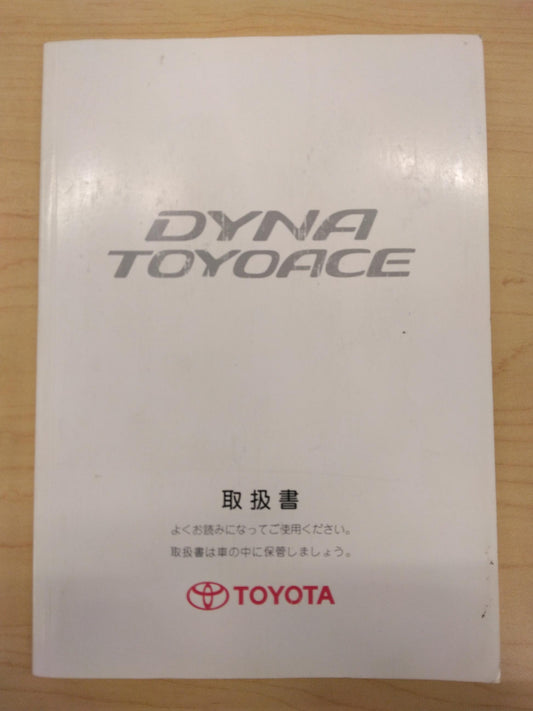 DYNA
TOYOACE
取扱書
よくお読みになってご使用ください。
取扱書は車の中に保管しましょう。
TOYOTA